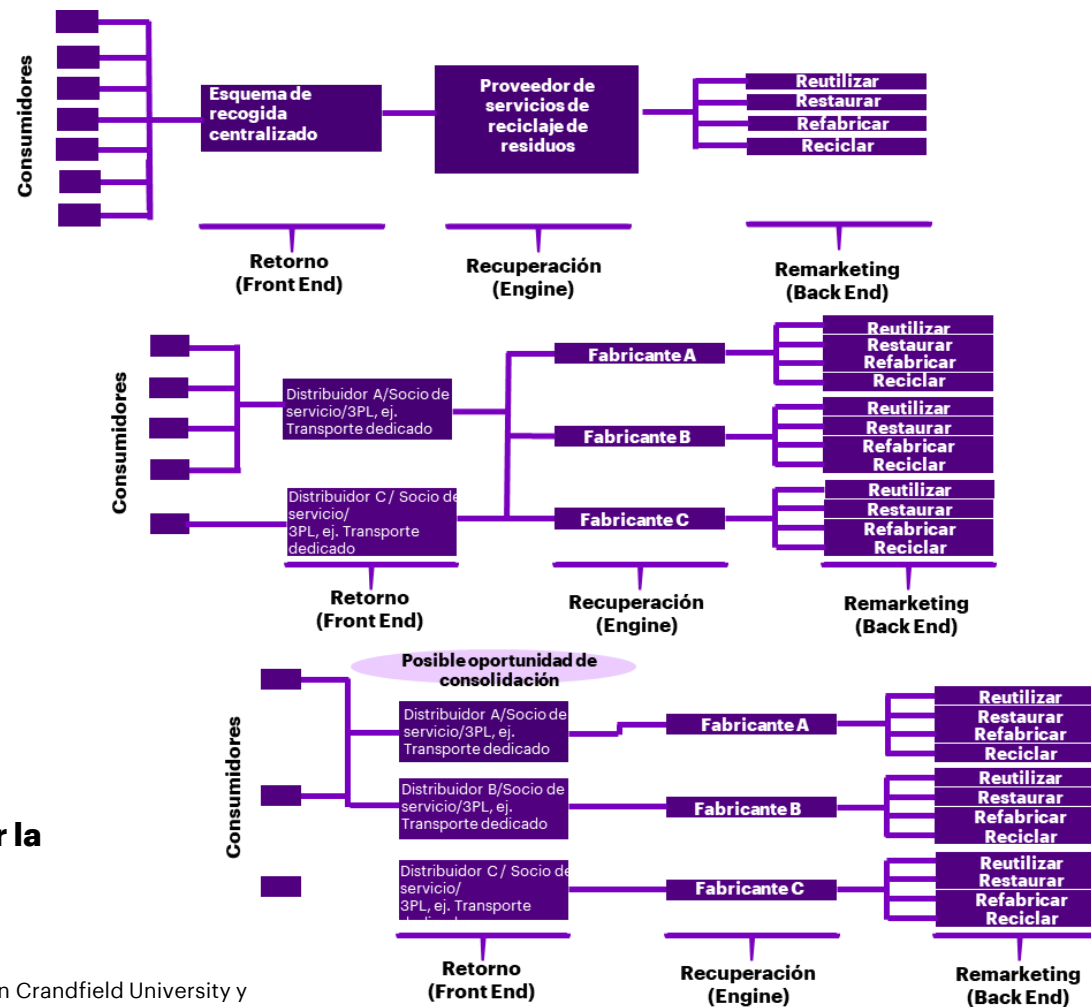 Consumidores
Esquema de
recogida
centralizado
Proveedor de
servicios de
reciclaje de
residuos
Reutilizar
Restaurar
Refabricar
Reciclar
Retorno
(Front End)
Recuperación
(Engine)
Remarketing
(Back End)
Consumidores
Distribuidor A/Socio de
servicio/3PL, ej.
Transporte dedicado
Distribuidor C/ Socio de
servicio/
3PL, ej. Transporte
dedicado
Fabricante A
Fabricante B
Fabricante C
Reutilizar
Restaurar
Refabricar
Reciclar
Reutilizar
Restaurar
Refabricar
Reciclar
Reutilizar
Restaurar
Refabricar
Reciclar
Retorno
(Front End)
Recuperación
(Engine)
Remarketing
(Back End)
Posible oportunidad de
consolidación
Consumidores
Distribuidor A/Socio de
servicio/3PL, ej.
Transporte dedicado
Distribuidor B/Socio de
servicio/3PL, ej.
Transporte dedicado
Distribuidor C/ Socio de
servicio/
3PL, ej. Transporte
Fabricante A
Fabricante B
Fabricante C
Reutilizar
Restaurar
Refabricar
Reciclar
Reutilizar
Restaurar
Refabricar
Reciclar
Reutilizar
Restaurar
Refabricar
Reciclar
Retorno
(Front End)
Recuperación
(Engine)
Remarketing
(Back End)
r la
n Crandfield University y